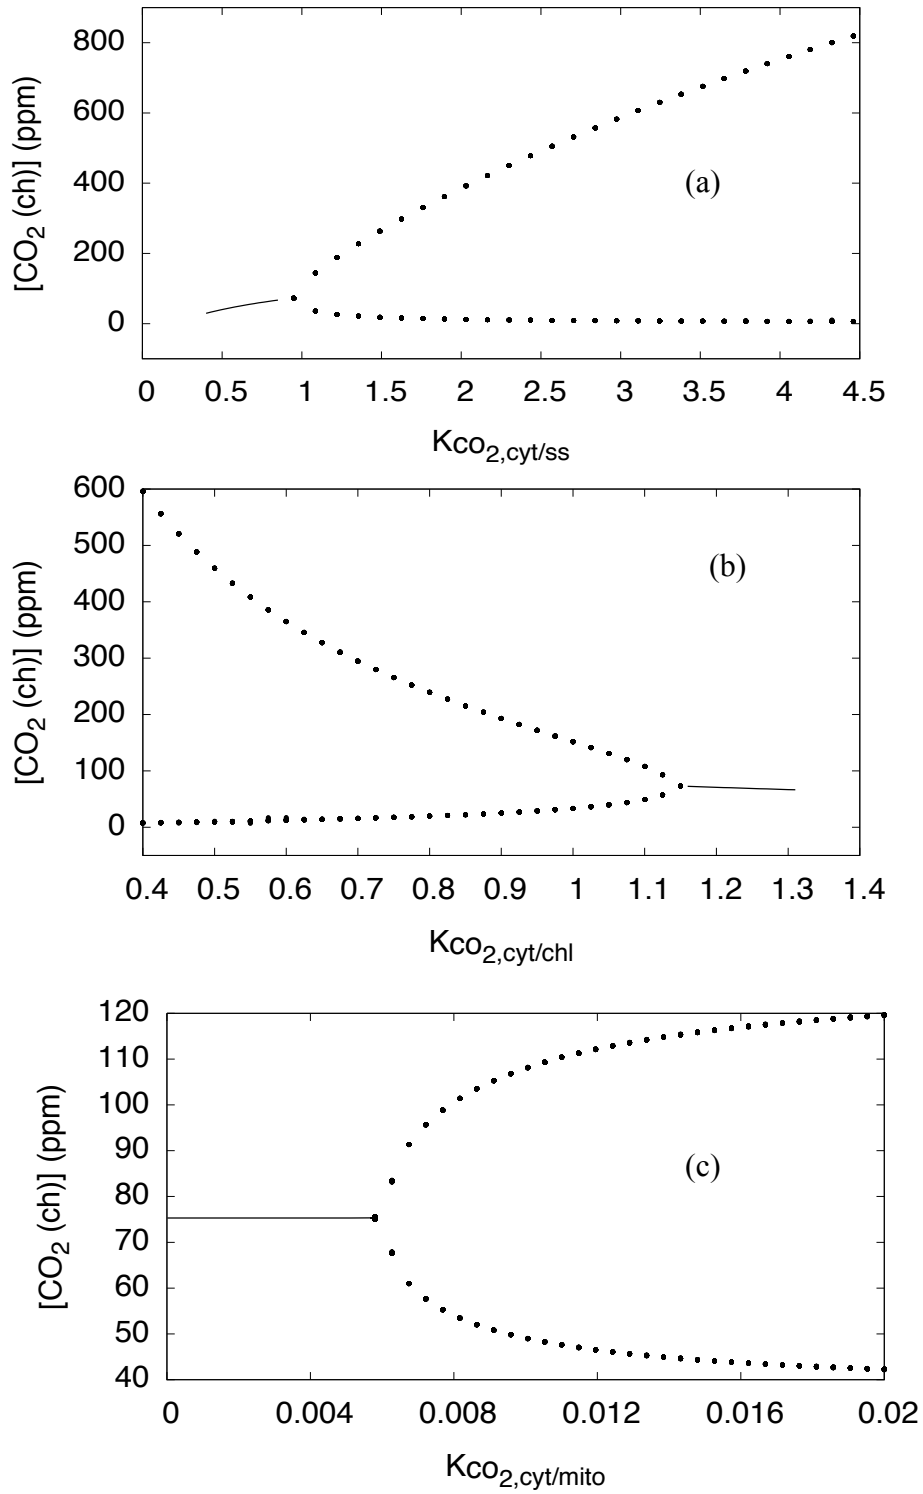 800
600
400
200
0
[CO2 (ch)] (ppm)
(a)
0 0.5 1 1.5 2 2.5 3 3.5 4 4.5
Kco2,cyt/ss
600
500
400
300
200
100
0
[CO2 (ch)] (ppm)
(b)
0.4 0.5 0.6 0.7 0.8 0.9 1 1.1 1.2 1.3 1.4
Kco2,cyt/chl
120
110
100
90
80
70
60
50
40
[CO2 (ch)] (ppm)
(c)
0 0.004 0.008 0.012 0.016 0.02
Kco2,cyt/mito